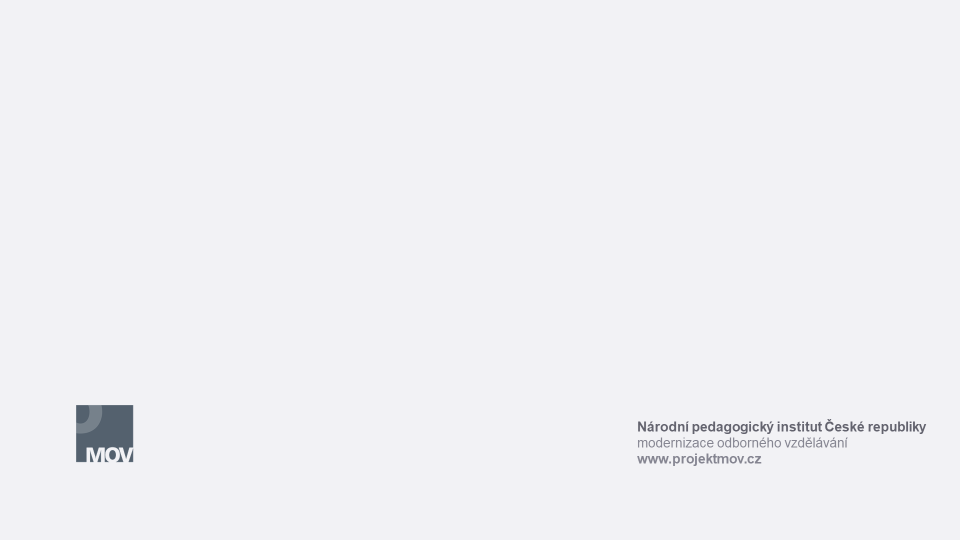 MOV
Národní pedagogický institut České republiky
modernizace odborného vzdělávání
www.projektmov.cz